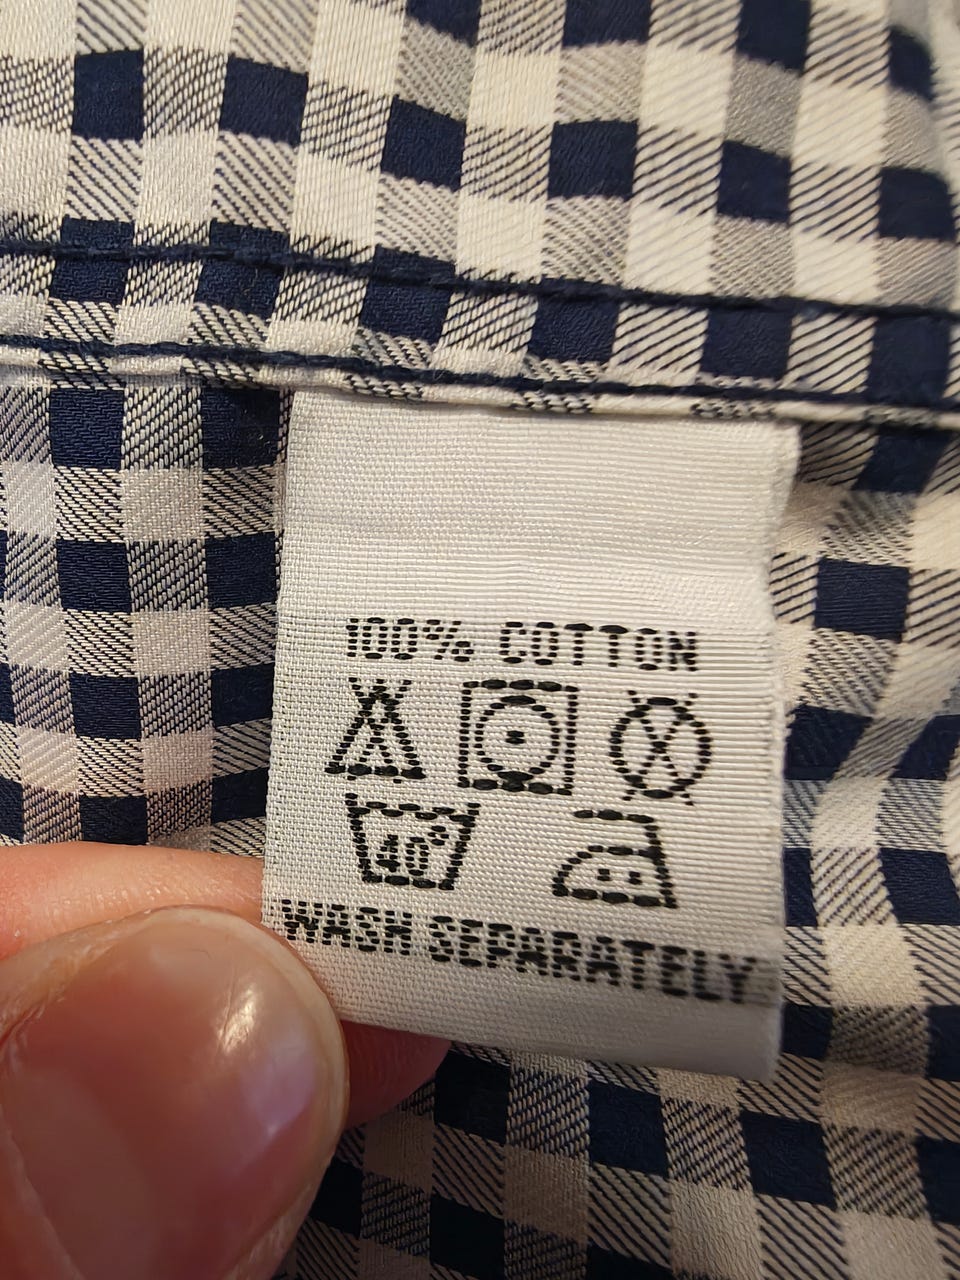 100% COTTON
40°
WASH SEPARATELY